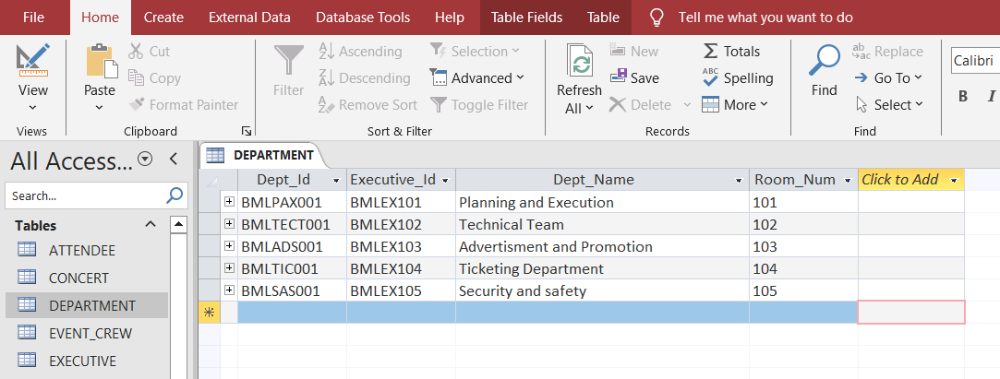 File Home Create External Data Database Tools Help Table Fields Table Tell me what you want to do
View
Views
Paste
Cut
Copy
Format Painter
Clipboard
Filter
Ascending
Descending
Remove Sort
Selection
Advanced
Toggle Filter
Sort & Filter
Refresh
All
New
Save
Delete
Totals
Spelling
More
Records
Find
Replace
Go To
Select
Find
Calibri
B I
All Access...
Search...
Tables
ATTENDEE
CONCERT
DEPARTMENT
EVENT_CREW
EXECUTIVE
DEPARTMENT
Dept_Id Executive_Id Dept_Name Room_Num Click to Add
BMLPAX001 BMLEX101 Planning and Execution 101
BMLTECT001 BMLEX102 Technical Team 102
BMLADS001 BMLEX103 Advertisment and Promotion 103
BMLTIC001 BMLEX104 Ticketing Department 104
BMLSAS001 BMLEX105 Security and safety 105